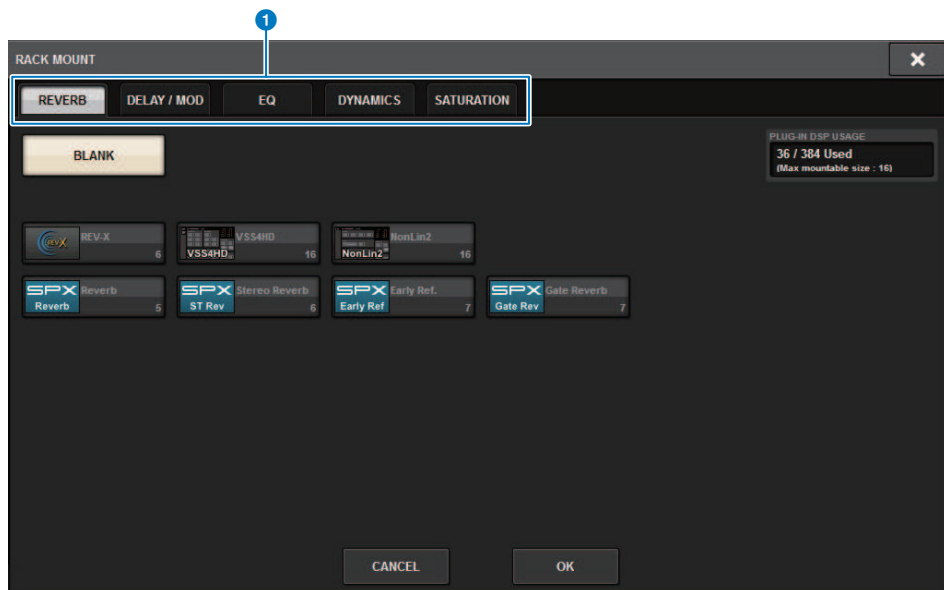 1
RACK MOUNT
REVERB DELAY / MOD EQ DYNAMICS SATURATION
BLANK
PLUG-IN DSP USAGE
36 / 384 Used
(Max mountable size : 16)
REV-X REV-X 6
VSS4HD VSS4HD 16
NonLin2 NonLin2 16
SPX Reverb Reverb 5
SPX ST Rev Stereo Reverb 6
SPX Early Ref Early Ref. 7
SPX Gate Rev Gate Reverb 7
CANCEL OK